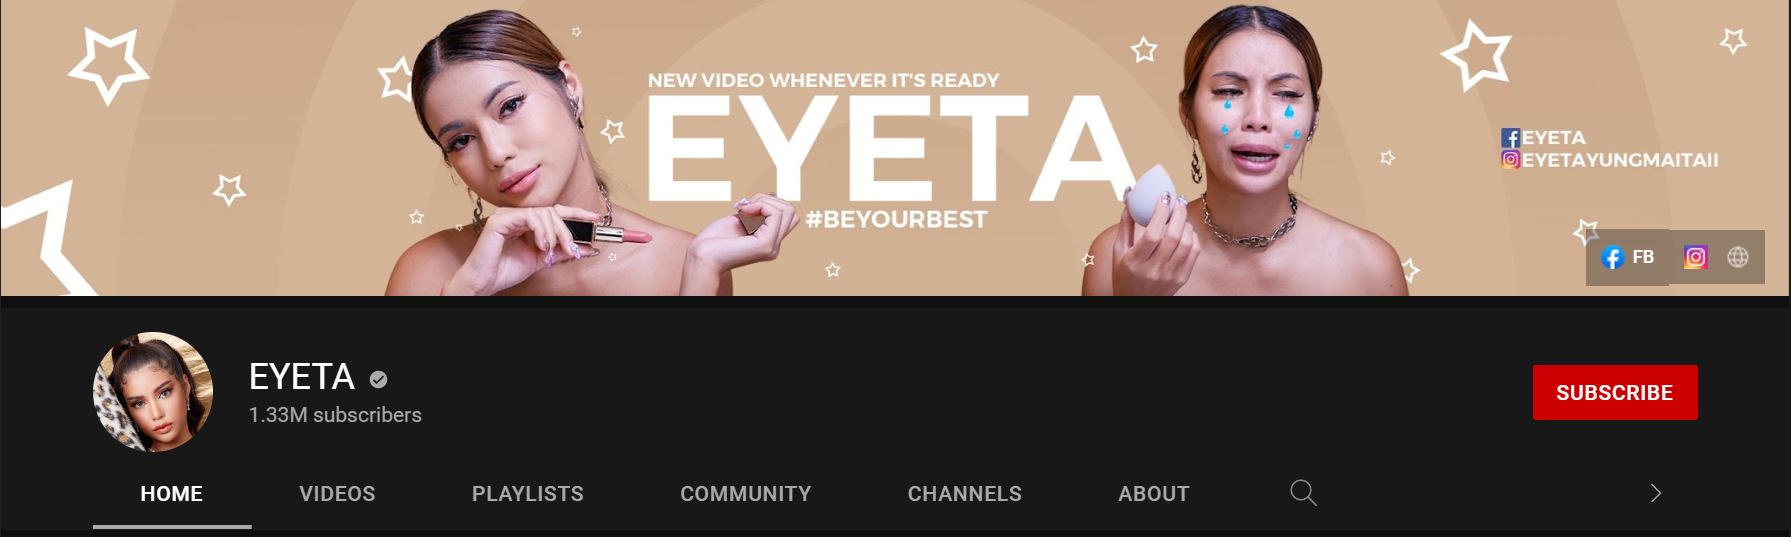 NEW VIDEO WHENEVER IT'S READY
EYETA
#BEYOURBEST
EYETA
EYETAYUNGMAITAII
FB
EYETA
1.33M subscribers
SUBSCRIBE
HOME VIDEOS PLAYLISTS COMMUNITY CHANNELS ABOUT